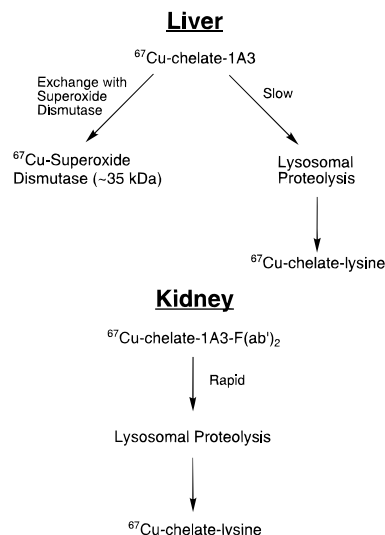 Liver
⁶⁷Cu-chelate-1A3
Exchange with
Superoxide
Dismutase
Slow
⁶⁷Cu-Superoxide
Dismutase (~35 kDa)
Lysosomal
Proteolysis
⁶⁷Cu-chelate-lysine
Kidney
⁶⁷Cu-chelate-1A3-F(ab')₂
Rapid
Lysosomal Proteolysis
⁶⁷Cu-chelate-lysine